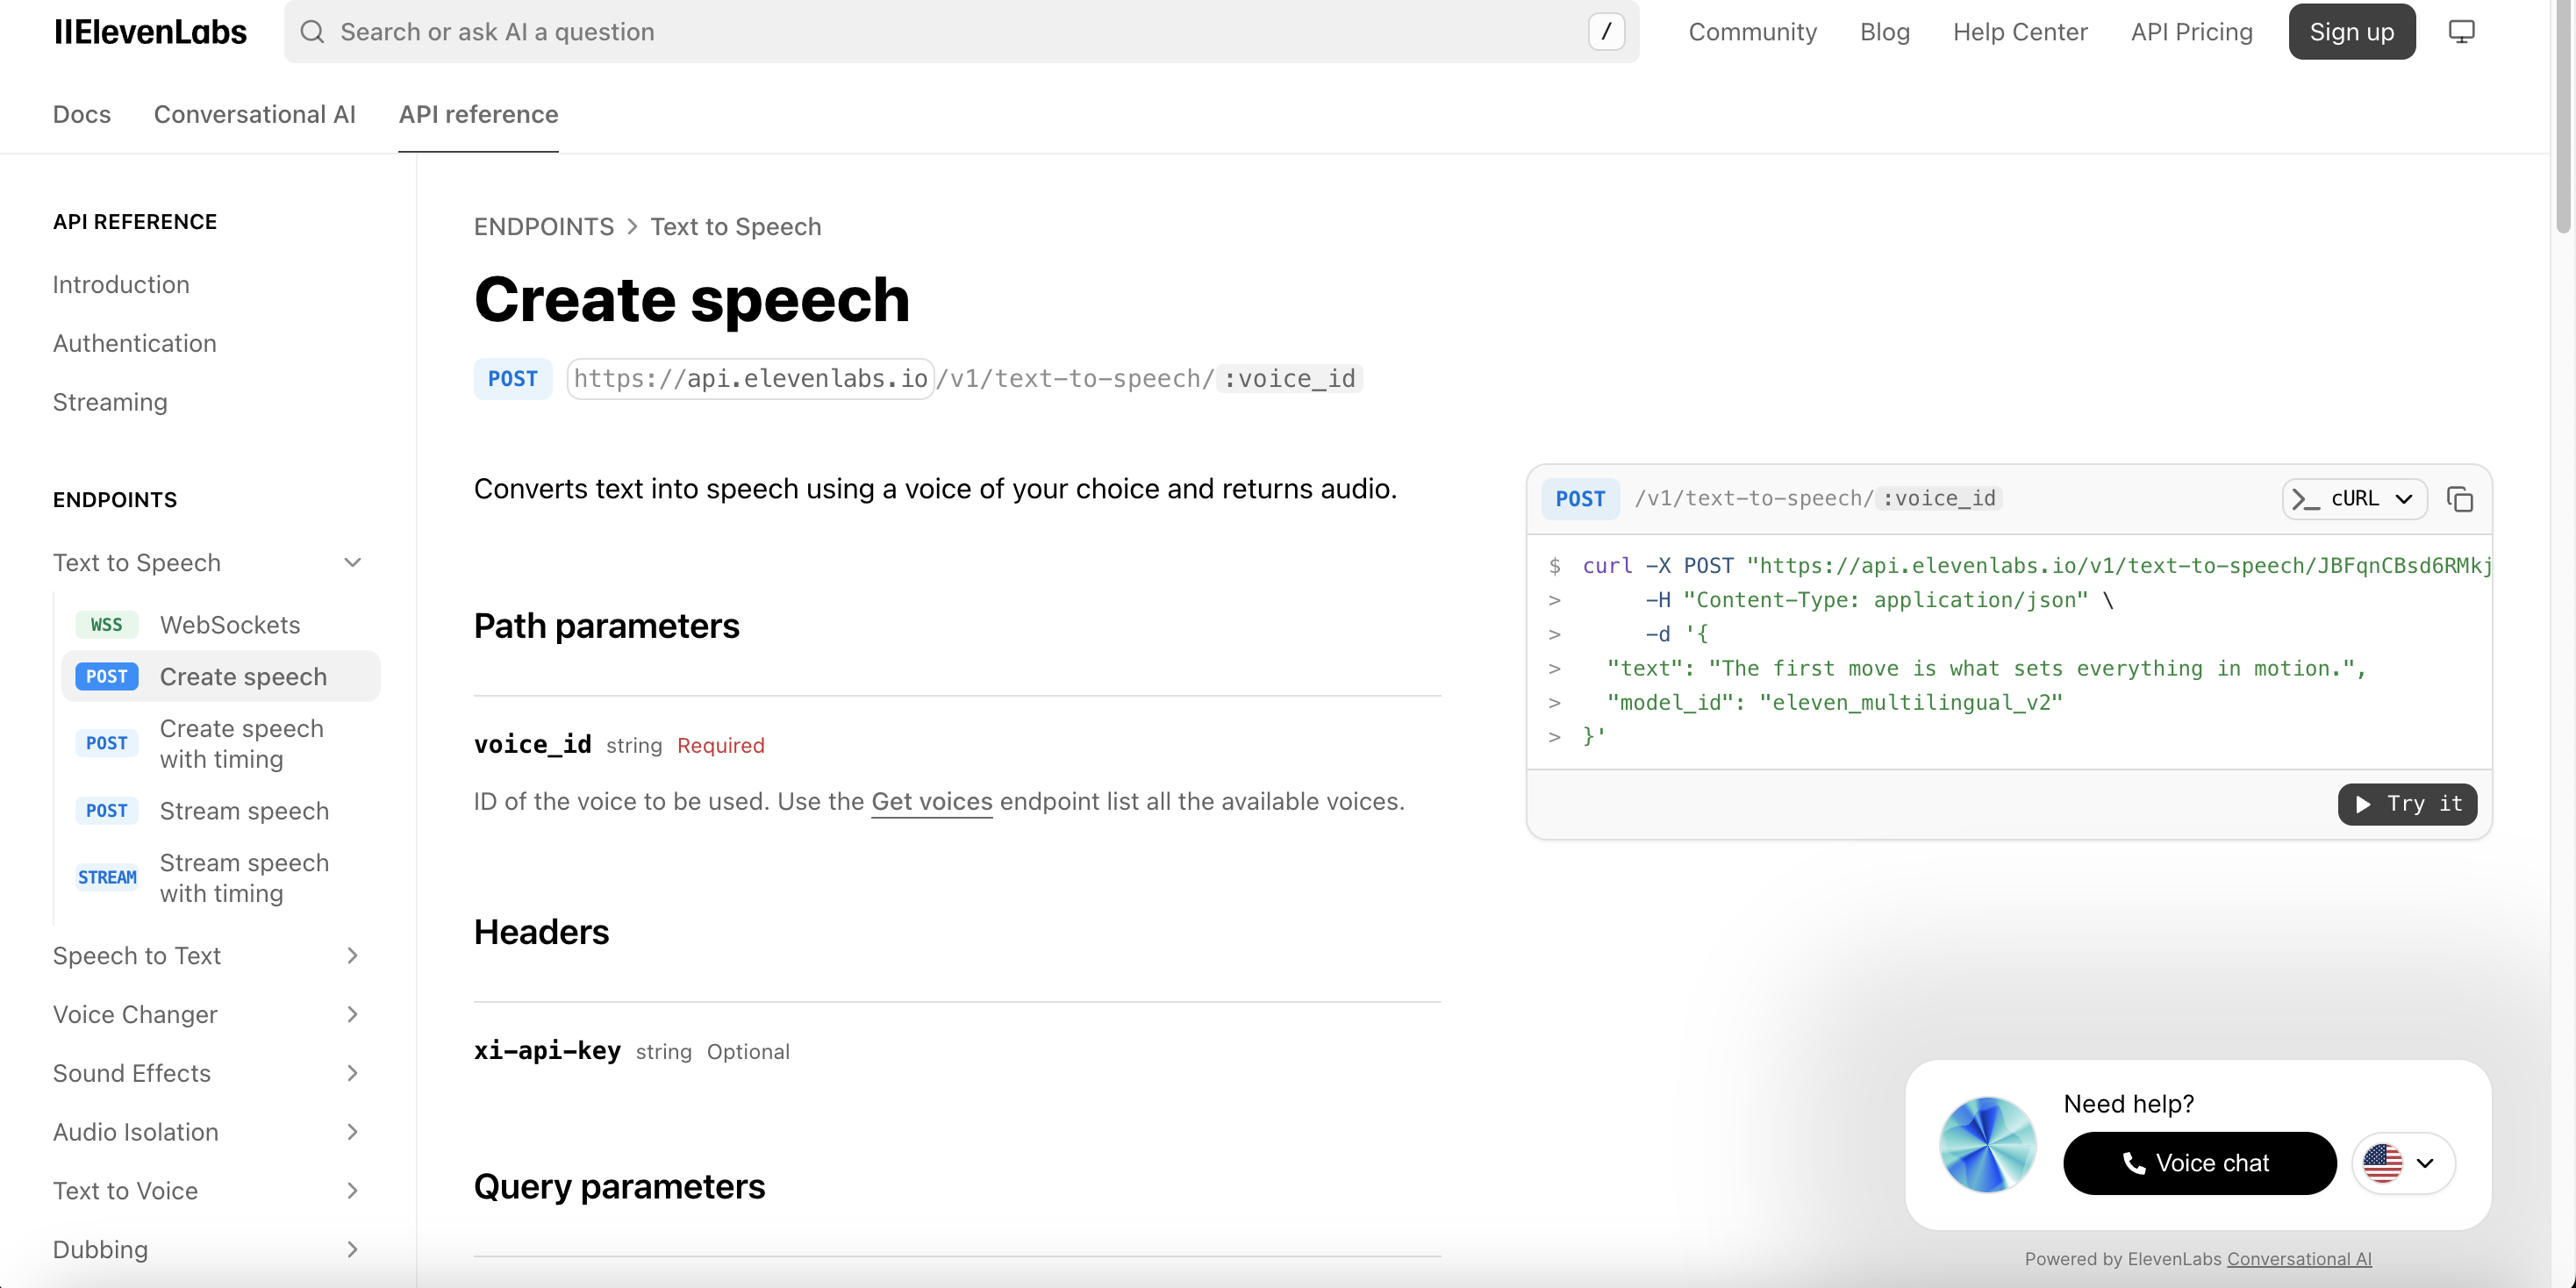 IIElevenLabs
Search or ask AI a question
/
Community
Blog
Help Center
API Pricing
Sign up
Docs
Conversational AI
API reference
API REFERENCE
Introduction
Authentication
Streaming
ENDPOINTS
Text to Speech
WSS WebSockets
POST Create speech
POST Create speech
with timing
POST Stream speech
STREAM Stream speech
with timing
Speech to Text
Voice Changer
Sound Effects
Audio Isolation
Text to Voice
Dubbing
ENDPOINTS > Text to Speech
Create speech
POST https://api.elevenlabs.io/v1/text-to-speech/:voice_id
Converts text into speech using a voice of your choice and returns audio.
Path parameters
voice_id string Required
ID of the voice to be used. Use the Get voices endpoint list all the available voices.
Headers
xi-api-key string Optional
Query parameters
POST /v1/text-to-speech/:voice_id
>_ cURL
$ curl -X POST "https://api.elevenlabs.io/v1/text-to-speech/JBFqnCBsd6RMkj
> -H "Content-Type: application/json" \
> -d '{
> "text": "The first move is what sets everything in motion.",
> "model_id": "eleven_multilingual_v2"
> }'
Try it
Need help?
Voice chat
Powered by ElevenLabs Conversational AI